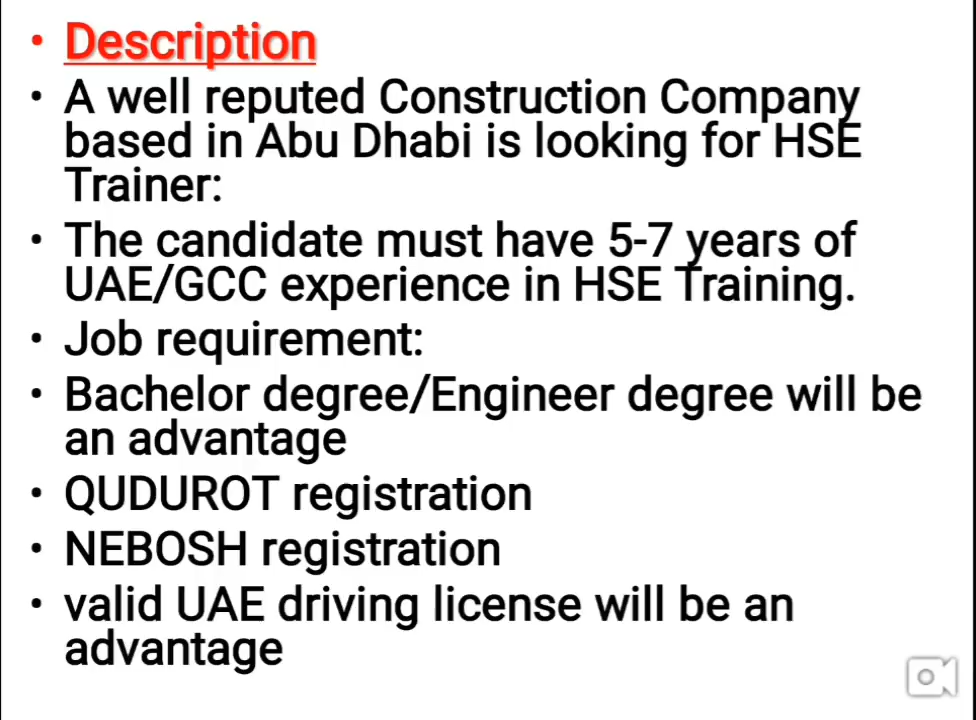 • Description
• A well reputed Construction Company
based in Abu Dhabi is looking for HSE
Trainer:
• The candidate must have 5-7 years of
UAE/GCC experience in HSE Training.
• Job requirement:
• Bachelor degree/Engineer degree will be
an advantage
• QUDUROT registration
• NEBOSH registration
• valid UAE driving license will be an
advantage